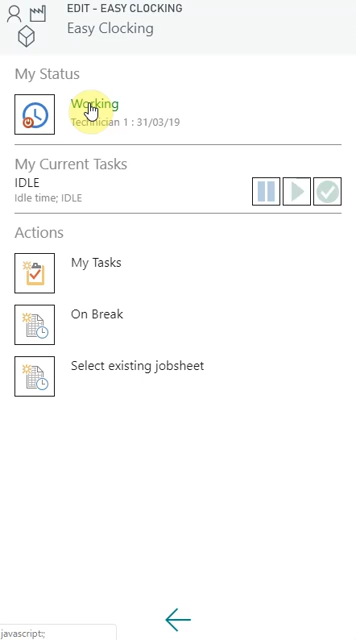 EDIT - EASY CLOCKING
Easy Clocking
My Status
Working
Technician 1 : 31/03/19
My Current Tasks
IDLE
Idle time; IDLE
Actions
My Tasks
On Break
Select existing jobsheet
javascript:;